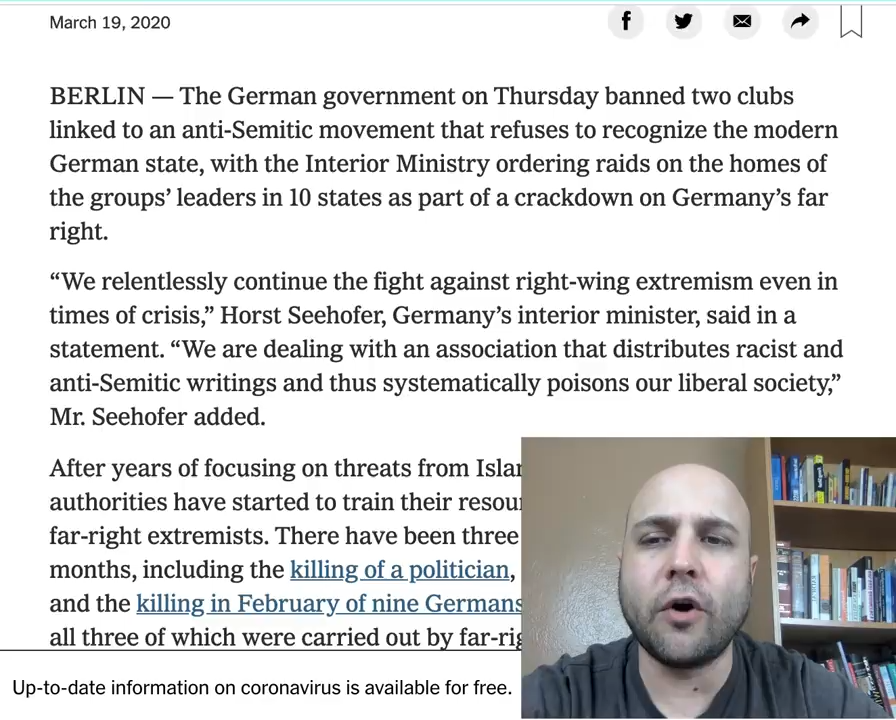 March 19, 2020
BERLIN — The German government on Thursday banned two clubs
linked to an anti-Semitic movement that refuses to recognize the modern
German state, with the Interior Ministry ordering raids on the homes of
the groups’ leaders in 10 states as part of a crackdown on Germany’s far
right.
“We relentlessly continue the fight against right-wing extremism even in
times of crisis,” Horst Seehofer, Germany’s interior minister, said in a
statement. “We are dealing with an association that distributes racist and
anti-Semitic writings and thus systematically poisons our liberal society,”
Mr. Seehofer added.
After years of focusing on threats from
authorities have started to train their
far-right extremists. There have been three
months, including the killing of a politician,
and the killing in February of nine Germans
all three of which were carried out by
Up-to-date information on coronavirus is available for free.